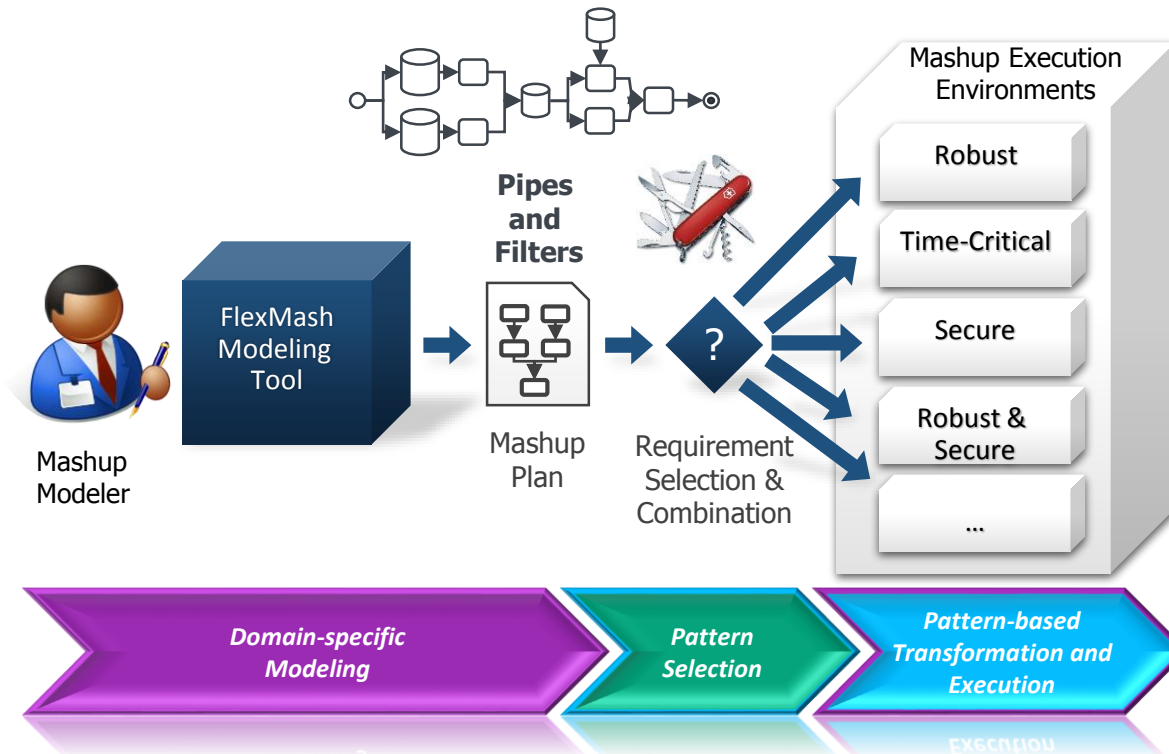 Mashup Execution
Environments
Robust
Time-Critical
Secure
Robust &
Secure
...
Pipes
and
Filters
FlexMash
Modeling
Tool
?
Mashup
Modeler
Mashup
Plan
Requirement
Selection &
Combination
Domain-specific
Modeling
Pattern
Selection
Pattern-based
Transformation and
Execution